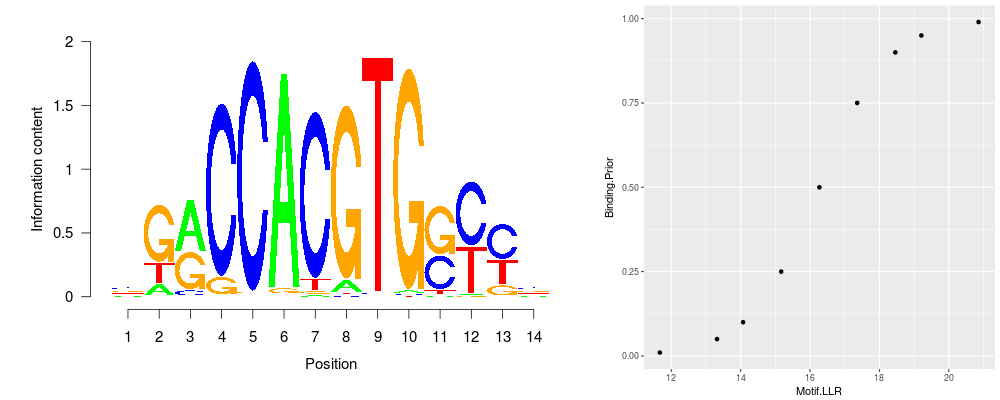 Information content
2
1.5
1
0.5
0
G A C C A C G T G G C C
T G G T A C T T
A G
1 2 3 4 5 6 7 8 9 10 11 12 13 14
Position
Binding.Prior
1.00
0.75
0.50
0.25
0.00
12 14 16 18 20
Motif.LLR